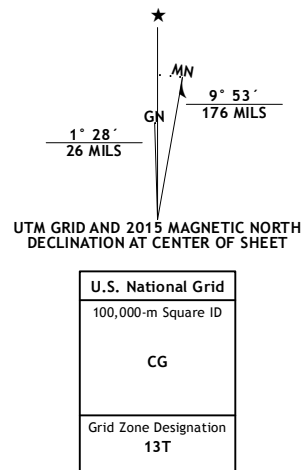 ★
MN
GN
9° 53´
176 MILS
1° 28´
26 MILS
UTM GRID AND 2015 MAGNETIC NORTH
DECLINATION AT CENTER OF SHEET
U.S. National Grid
100,000-m Square ID
CG
Grid Zone Designation
13T